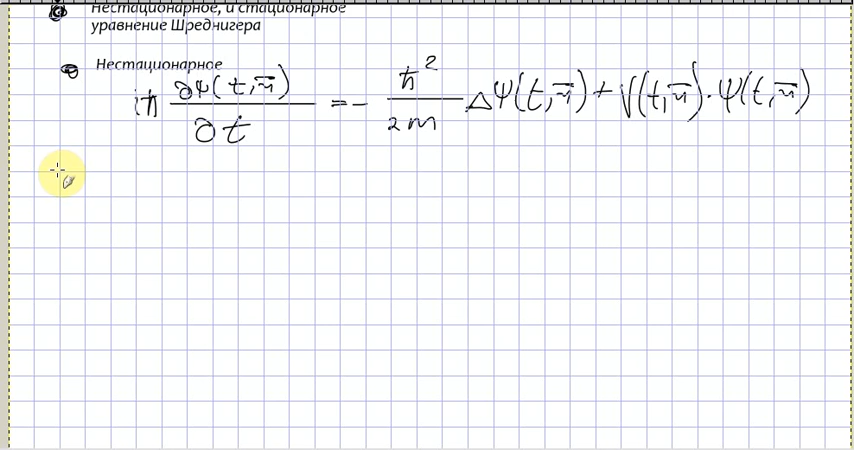 Нестационарное, и стационарное
уравнение Шреднигера
Нестационарное
iħ ∂Ψ(t, r̄) / ∂t = - ħ² / 2m ΔΨ(t, r̄) + V(t, r̄) · Ψ(t, r̄)